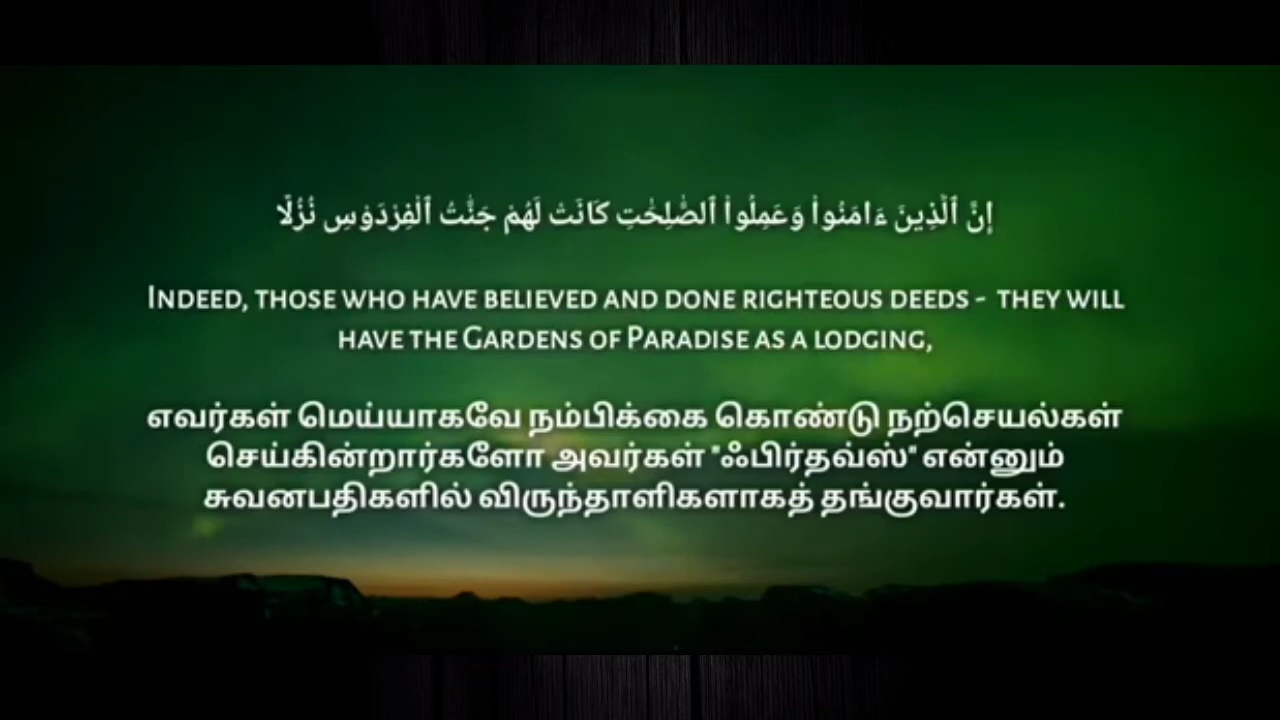 إِنَّ ٱلَّذِينَ ءَامَنُوا۟ وَعَمِلُوا۟ ٱلصَّٰلِحَٰتِ كَانَتْ لَهُمْ جَنَّٰتُ ٱلْفِرْدَوْسِ نُزُلًا
Indeed, those who have believed and done righteous deeds - they will
have the Gardens of Paradise as a lodging,
எவர்கள் மெய்யாகவே நம்பிக்கை கொண்டு நற்செயல்கள்
செய்கின்றார்களோ அவர்கள் "ஃபிர்தவ்ஸ்" என்னும்
சுவனபதிகளில் விருந்தாளிகளாகத் தங்குவார்கள்.